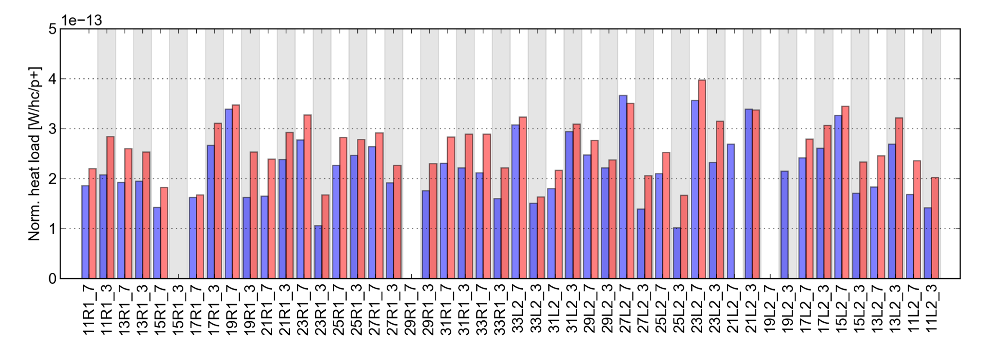 1e−13
Norm. heat load [W/hc/p+]
5
4
3
2
1
0
11R1_7
11R1_3
13R1_7
13R1_3
15R1_7
15R1_3
17R1_7
17R1_3
19R1_7
19R1_3
21R1_7
21R1_3
23R1_7
23R1_3
25R1_7
25R1_3
27R1_7
27R1_3
29R1_7
29R1_3
31R1_7
31R1_3
33R1_7
33R1_3
33L2_7
33L2_3
31L2_7
31L2_3
29L2_7
29L2_3
27L2_7
27L2_3
25L2_7
25L2_3
23L2_7
23L2_3
21L2_7
21L2_3
19L2_7
19L2_3
17L2_7
17L2_3
15L2_7
15L2_3
13L2_7
13L2_3
11L2_7
11L2_3